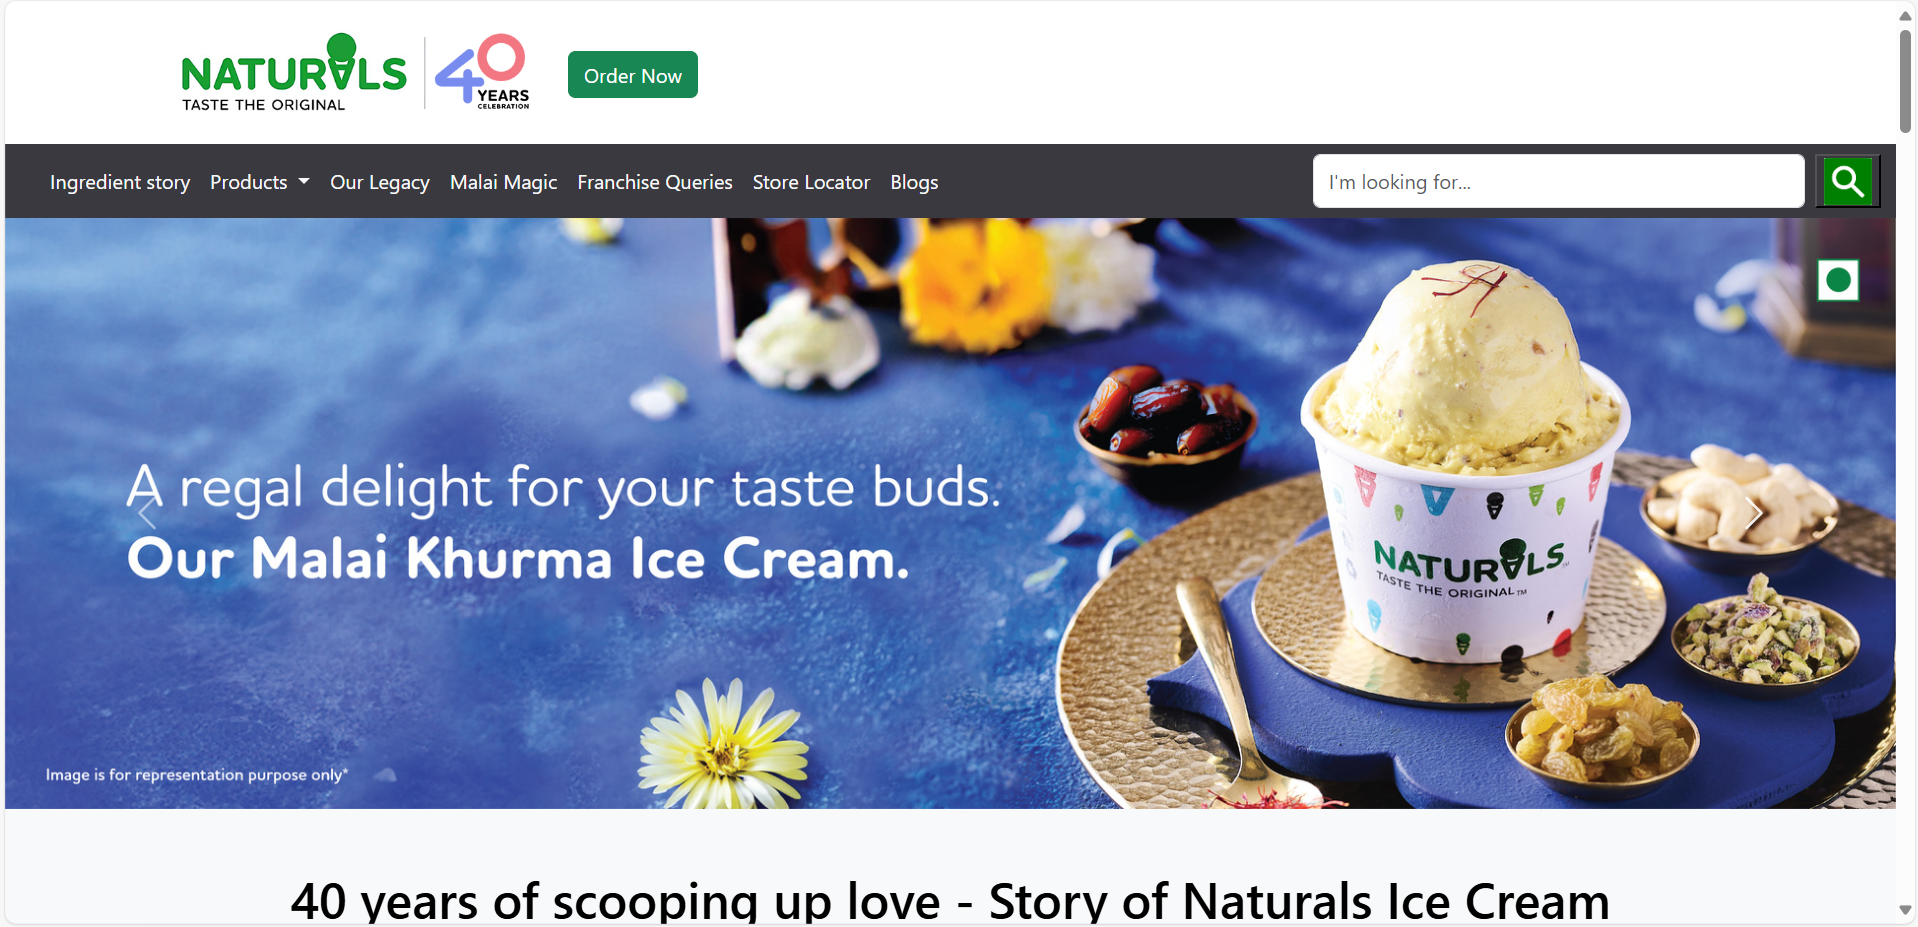 NATURALS
TASTE THE ORIGINAL
40
YEARS
CELEBRATION
Order Now
Ingredient story
Products
Our Legacy
Malai Magic
Franchise Queries
Store Locator
Blogs
I'm looking for...
A regal delight for your taste buds.
Our Malai Khurma Ice Cream.
NATURALS
TASTE THE ORIGINAL™
Image is for representation purpose only*
40 years of scooping up love - Story of Naturals Ice Cream